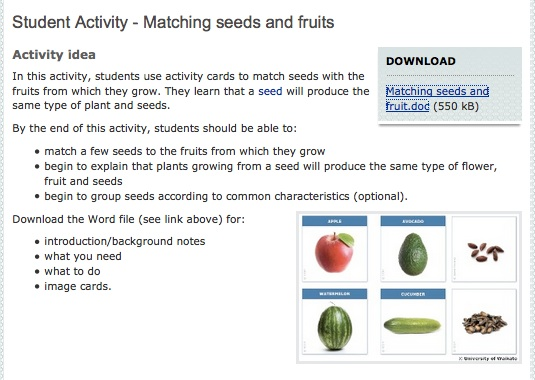 Student Activity - Matching seeds and fruits
Activity idea
In this activity, students use activity cards to match seeds with the
fruits from which they grow. They learn that a seed will produce the
same type of plant and seeds.
DOWNLOAD
Matching seeds and
fruit.doc (550 kB)
By the end of this activity, students should be able to:
• match a few seeds to the fruits from which they grow
• begin to explain that plants growing from a seed will produce the same type of flower,
fruit and seeds
• begin to group seeds according to common characteristics (optional).
Download the Word file (see link above) for:
• introduction/background notes
• what you need
• what to do
• image cards.
APPLE
AVOKADO
WATERMELON
CUCUMBER
© University of Waikato